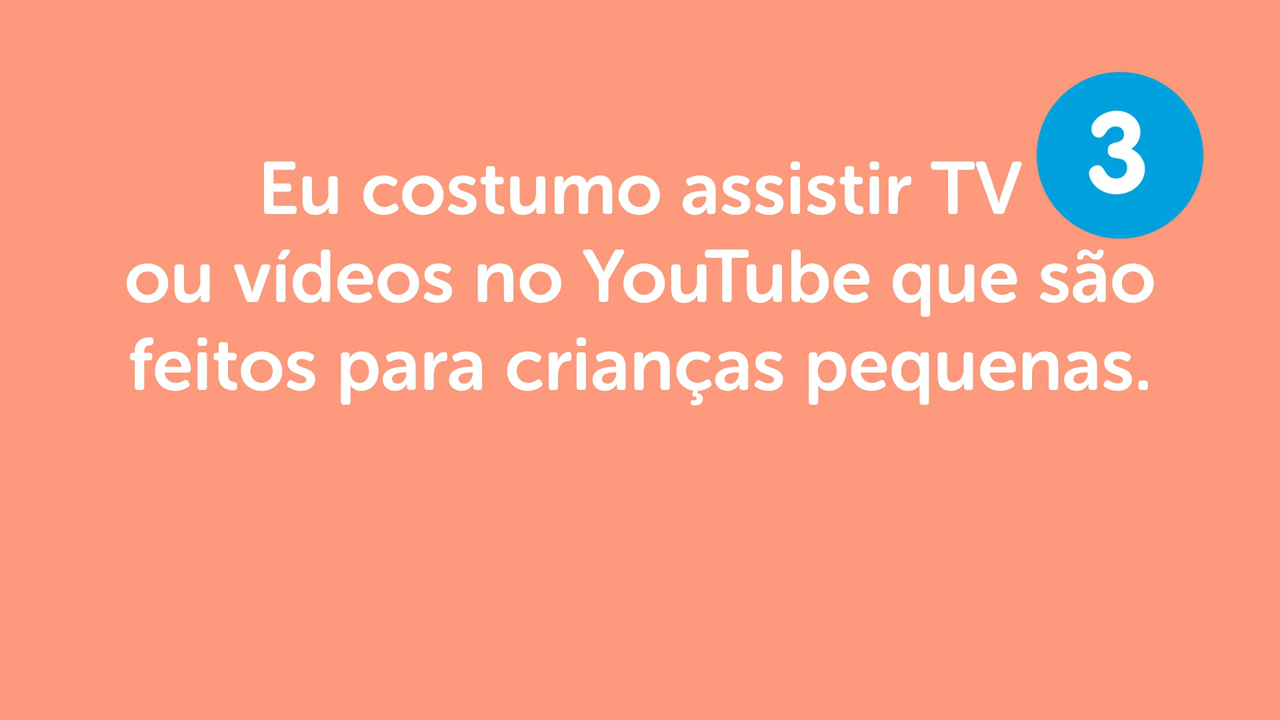 3
Eu costumo assistir TV
ou vídeos no YouTube que são
feitos para crianças pequenas.